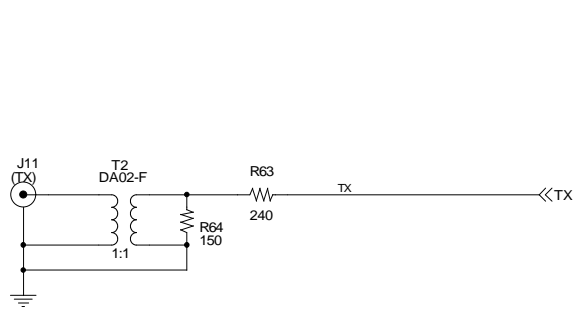 J11
(TX)
T2
DA02-F
1:1
R64
150
R63
240
TX
TX